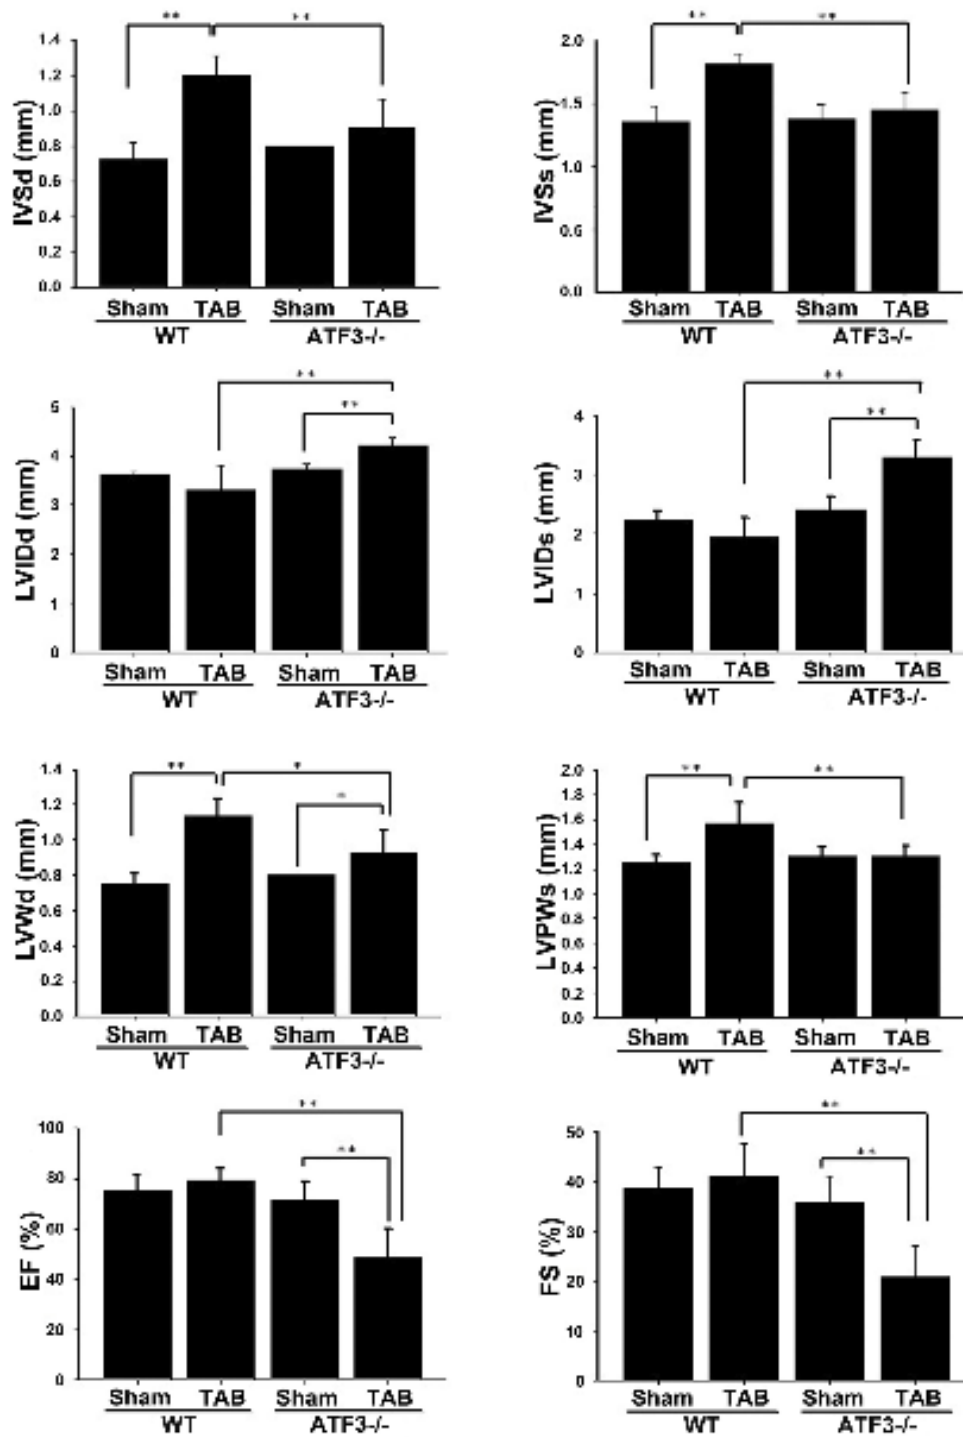 ** **
IVSd (mm)
1.4
1.2
1.0
0.8
0.6
0.4
0.2
0.0
Sham TAB Sham TAB
WT ATF3-/-
** **
IVSs (mm)
2.0
1.5
1.0
0.5
0.0
Sham TAB Sham TAB
WT ATF3-/-
**
**
LVIDd (mm)
5
4
3
2
1
0
Sham TAB Sham TAB
WT ATF3-/-
**
**
LVIDs (mm)
4
3
2
1
0
Sham TAB Sham TAB
WT ATF3-/-
** *
*
LVWd (mm)
1.4
1.2
1.0
0.8
0.6
0.4
0.2
0.0
Sham TAB Sham TAB
WT ATF3-/-
** **
LVPWs (mm)
2.0
1.8
1.6
1.4
1.2
1.0
0.8
0.6
0.4
0.2
0.0
Sham TAB Sham TAB
WT ATF3-/-
**
**
EF (%)
100
80
60
40
20
0
Sham TAB Sham TAB
WT ATF3-/-
**
**
FS (%)
50
40
30
20
10
0
Sham TAB Sham TAB
WT ATF3-/-